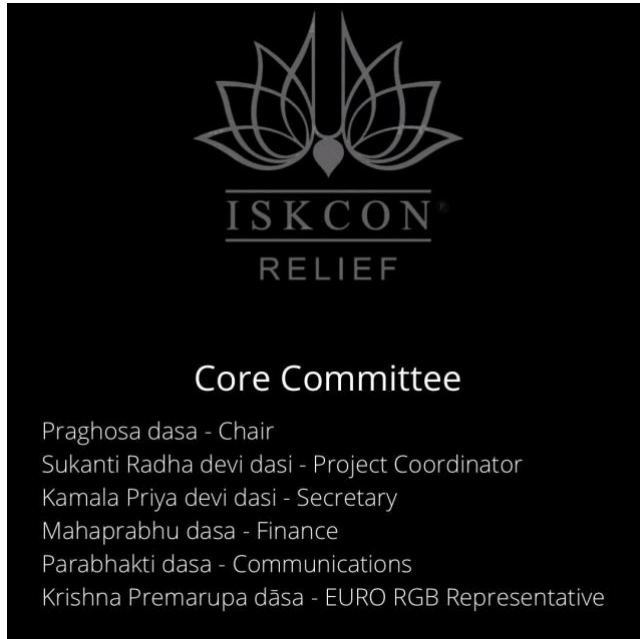 ISKCON®
RELIEF
Core Committee
Praghosa dasa - Chair
Sukanti Radha devi dasi - Project Coordinator
Kamala Priya devi dasi - Secretary
Mahaprabhu dasa - Finance
Parabhakti dasa - Communications
Krishna Premarupa dāsa - EURO RGB Representative